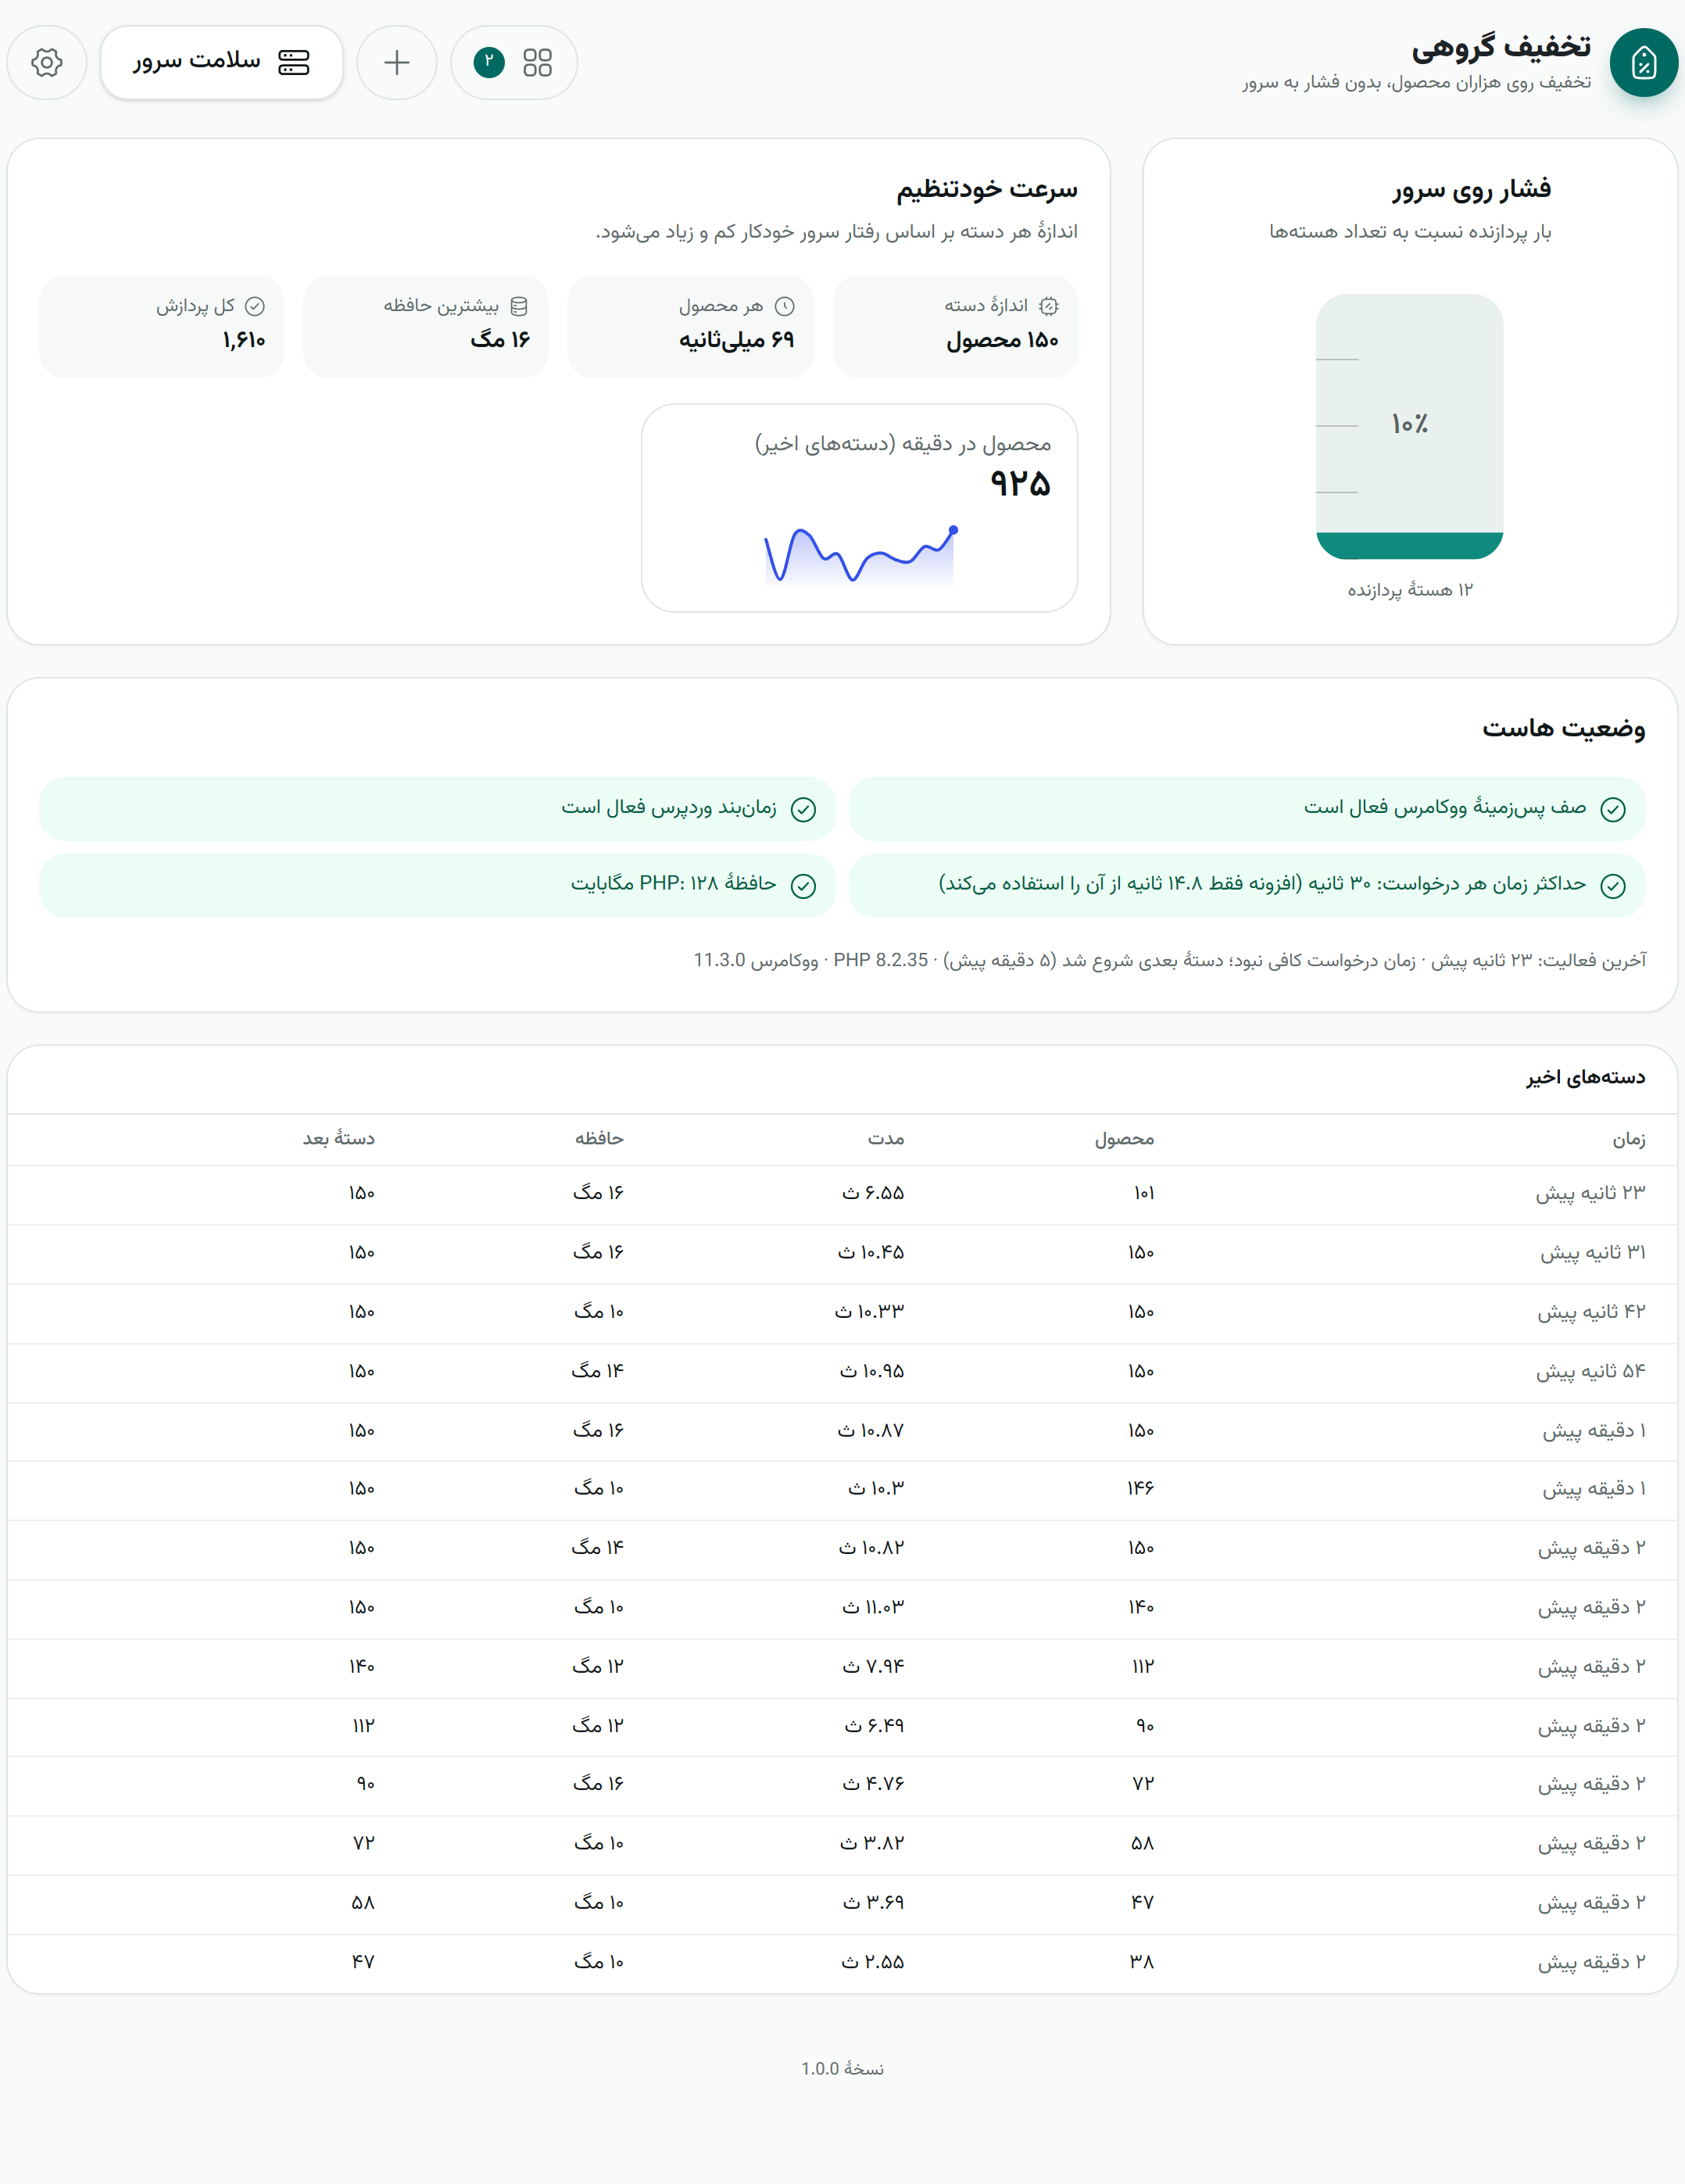 تخفیف گروهی
تخفیف روی هزاران محصول، بدون فشار به سرور
۲
سلامت سرور
فشار روی سرور
بار پردازنده نسبت به تعداد هسته‌ها
۱۰٪
۱۲ هستهٔ پردازنده
سرعت خودتنظیم
اندازهٔ هر دسته بر اساس رفتار سرور خودکار کم و زیاد می‌شود.
اندازهٔ دسته
۱۵۰ محصول
هر محصول
۶۹ میلی‌ثانیه
بیشترین حافظه
۱۶ مگ
کل پردازش
۱,۶۱۰
محصول در دقیقه (دسته‌های اخیر)
۹۲۵
وضعیت هاست
صف پس‌زمینهٔ ووکامرس فعال است
زمان‌بند وردپرس فعال است
حداکثر زمان هر درخواست: ۳۰ ثانیه (افزونه فقط ۱۴.۸ ثانیه از آن را استفاده می‌کند)
حافظهٔ PHP: ۱۲۸ مگابایت
آخرین فعالیت: ۲۳ ثانیه پیش · زمان درخواست کافی نبود؛ دستهٔ بعدی شروع شد (۵ دقیقه پیش) · PHP 8.2.35 · ووکامرس 11.3.0
دسته‌های اخیر
زمان محصول مدت حافظه دستهٔ بعد
۲۳ ثانیه پیش ۱۰۱ ۶.۵۵ ث ۱۶ مگ ۱۵۰
۳۱ ثانیه پیش ۱۵۰ ۱۰.۴۵ ث ۱۶ مگ ۱۵۰
۴۲ ثانیه پیش ۱۵۰ ۱۰.۳۳ ث ۱۰ مگ ۱۵۰
۵۴ ثانیه پیش ۱۵۰ ۱۰.۹۵ ث ۱۴ مگ ۱۵۰
۱ دقیقه پیش ۱۵۰ ۱۰.۸۷ ث ۱۶ مگ ۱۵۰
۱ دقیقه پیش ۱۴۶ ۱۰.۳ ث ۱۰ مگ ۱۵۰
۲ دقیقه پیش ۱۵۰ ۱۰.۸۲ ث ۱۴ مگ ۱۵۰
۲ دقیقه پیش ۱۴۰ ۱۱.۰۳ ث ۱۰ مگ ۱۵۰
۲ دقیقه پیش ۱۱۲ ۷.۹۴ ث ۱۲ مگ ۱۴۰
۲ دقیقه پیش ۹۰ ۶.۴۹ ث ۱۲ مگ ۱۱۲
۲ دقیقه پیش ۷۲ ۴.۷۶ ث ۱۶ مگ ۹۰
۲ دقیقه پیش ۵۸ ۳.۸۲ ث ۱۰ مگ ۷۲
۲ دقیقه پیش ۴۷ ۳.۶۹ ث ۱۰ مگ ۵۸
۲ دقیقه پیش ۳۸ ۲.۵۵ ث ۱۰ مگ ۴۷
نسخهٔ 1.0.0